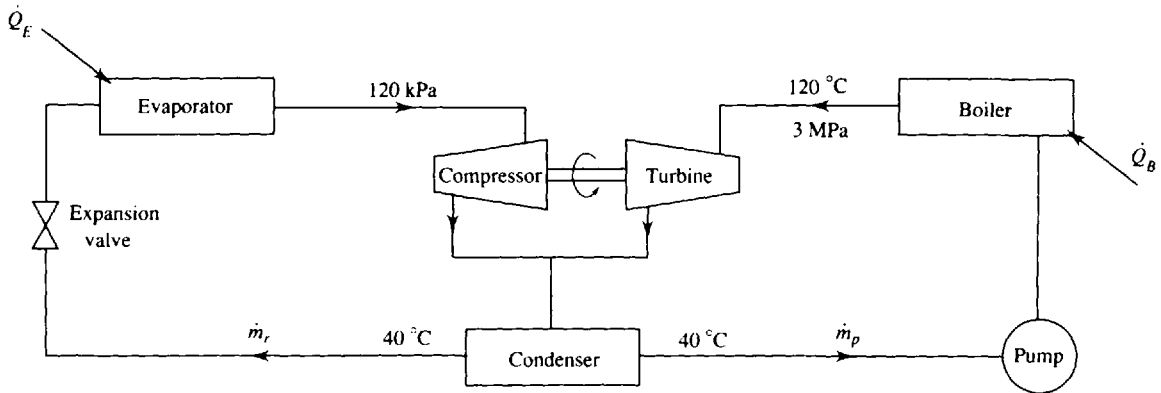 Q̇_E
Evaporator
120 kPa
120 °C
3 MPa
Boiler
Q̇_B
Compressor
Turbine
Expansion
valve
ṁ_r
40 °C
Condenser
40 °C
ṁ_p
Pump